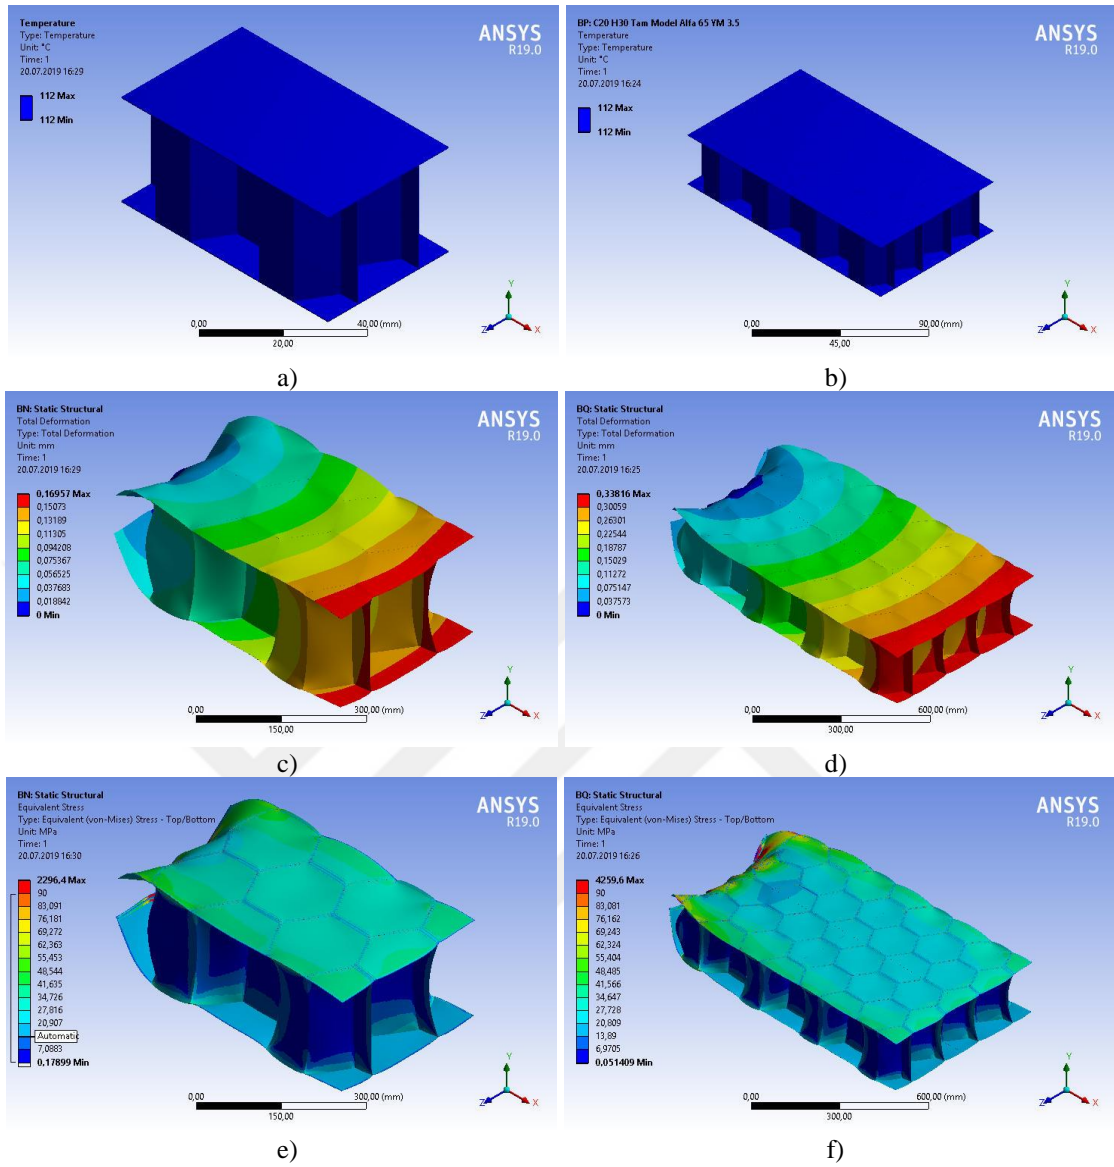 Temperature
Type: Temperature
Unit: °C
Time: 1
20.07.2019 16:29
112 Max
112 Min
ANSYS
R19.0
Y
Z
X
0,00
40,00 (mm)
20,00
a)
BP: C20 H30 Tam Model Alfa 65 YM 3.5
Temperature
Type: Temperature
Unit: °C
Time: 1
20.07.2019 16:24
112 Max
112 Min
ANSYS
R19.0
Y
Z
X
0,00
90,00 (mm)
45,00
b)
BN: Static Structural
Total Deformation
Type: Total Deformation
Unit: mm
Time: 1
20.07.2019 16:29
0,16957 Max
0,15073
0,13189
0,11305
0,094208
0,075367
0,056525
0,037683
0,018842
0 Min
ANSYS
R19.0
Y
Z
X
0,00
300,00 (mm)
150,00
c)
BQ: Static Structural
Total Deformation
Type: Total Deformation
Unit: mm
Time: 1
20.07.2019 16:25
0,33816 Max
0,30059
0,26301
0,22544
0,18787
0,15029
0,11272
0,075147
0,037573
0 Min
ANSYS
R19.0
Y
Z
X
0,00
600,00 (mm)
300,00
d)
BN: Static Structural
Equivalent Stress
Type: Equivalent (von-Mises) Stress - Top/Bottom
Unit: MPa
Time: 1
20.07.2019 16:30
2296,4 Max
90
83,091
76,181
69,272
62,363
55,453
48,544
41,635
34,726
27,816
20,907
Automatic
7,0883
0,17899 Min
ANSYS
R19.0
Y
Z
X
0,00
300,00 (mm)
150,00
e)
BQ: Static Structural
Equivalent Stress
Type: Equivalent (von-Mises) Stress - Top/Bottom
Unit: MPa
Time: 1
20.07.2019 16:26
4259,6 Max
90
83,081
76,162
69,243
62,324
55,404
48,485
41,566
34,647
27,728
20,809
13,89
6,9705
0,051409 Min
ANSYS
R19.0
Y
Z
X
0,00
600,00 (mm)
300,00
f)